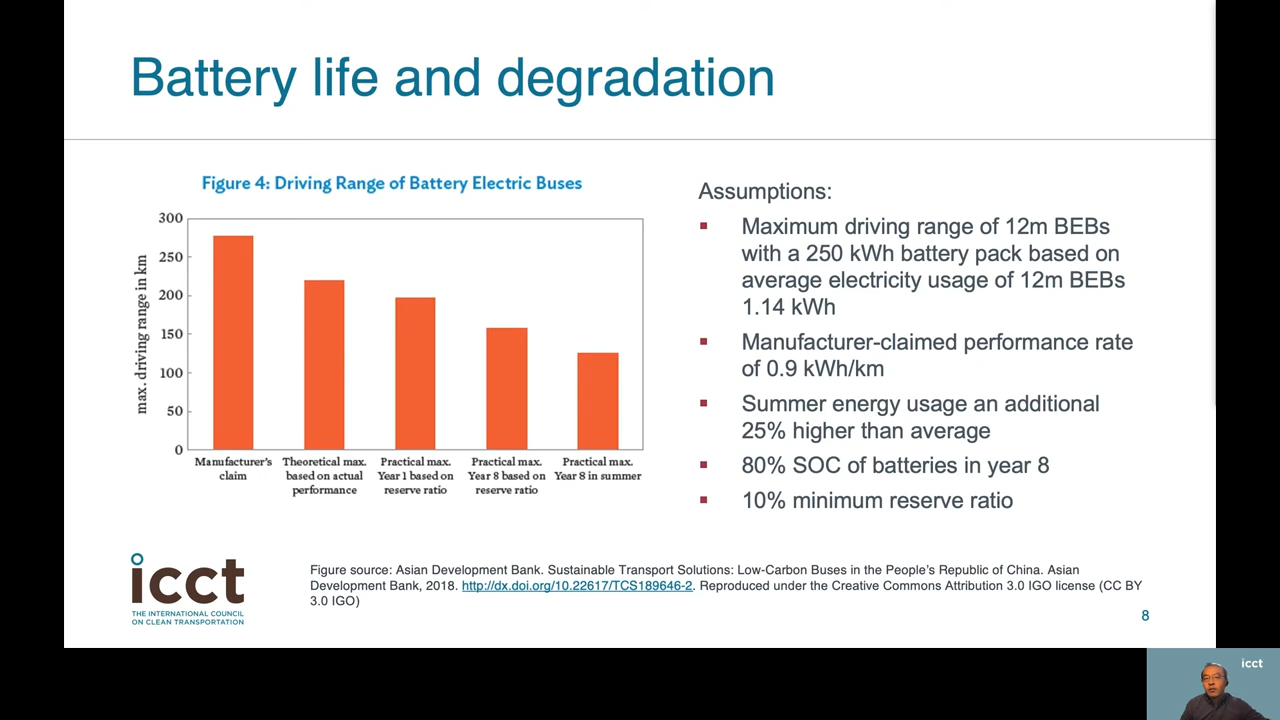 Battery life and degradation
Figure 4: Driving Range of Battery Electric Buses
max. driving range in km
300
250
200
150
100
50
0
Manufacturer's
claim
Theoretical max.
based on actual
performance
Practical max.
Year 1 based on
reserve ratio
Practical max.
Year 8 based on
reserve ratio
Practical max.
Year 8 in summer
Assumptions:
Maximum driving range of 12m BEBs
with a 250 kWh battery pack based on
average electricity usage of 12m BEBs
1.14 kWh
Manufacturer-claimed performance rate
of 0.9 kWh/km
Summer energy usage an additional
25% higher than average
80% SOC of batteries in year 8
10% minimum reserve ratio
icct
THE INTERNATIONAL COUNCIL
ON CLEAN TRANSPORTATION
Figure source: Asian Development Bank. Sustainable Transport Solutions: Low-Carbon Buses in the People's Republic of China. Asian
Development Bank, 2018. http://dx.doi.org/10.22617/TCS189646-2. Reproduced under the Creative Commons Attribution 3.0 IGO license (CC BY
3.0 IGO)
8
icct